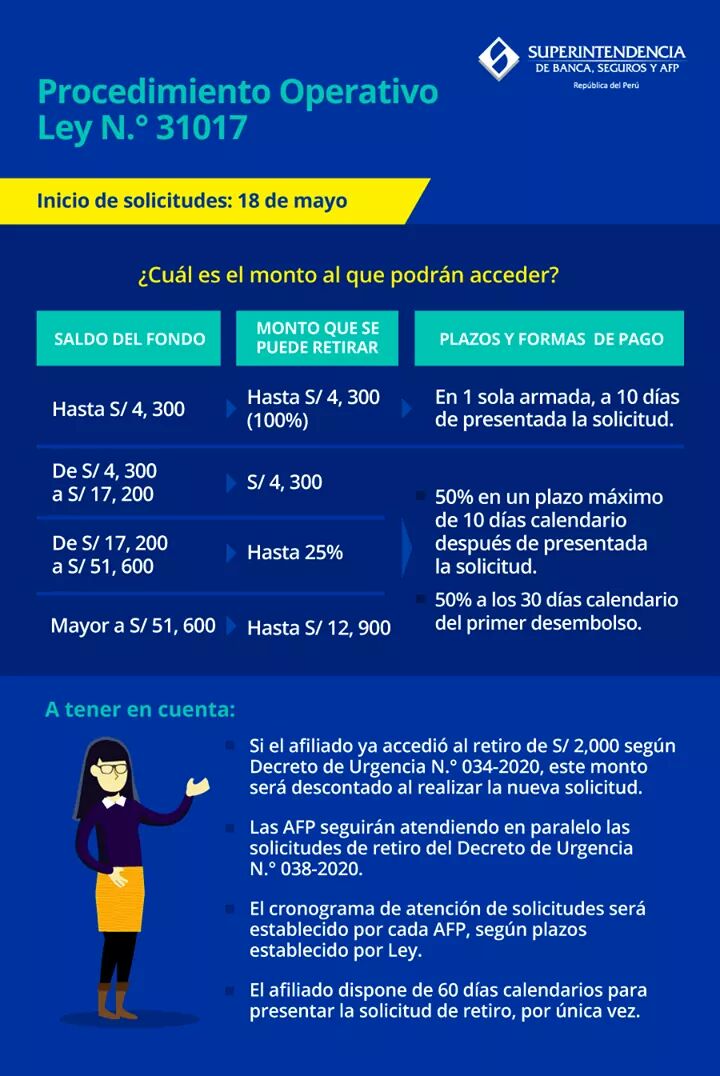 SUPERINTENDENCIA
DE BANCA, SEGUROS Y AFP
República del Perú
Procedimiento Operativo
Ley N.° 31017
Inicio de solicitudes: 18 de mayo
¿Cuál es el monto al que podrán acceder?
SALDO DEL FONDO
MONTO QUE SE
PUEDE RETIRAR
PLAZOS Y FORMAS DE PAGO
Hasta S/ 4, 300
Hasta S/ 4, 300
(100%)
En 1 sola armada, a 10 días
de presentada la solicitud.
De S/ 4, 300
a S/ 17, 200
S/ 4, 300
De S/ 17, 200
a S/ 51, 600
Hasta 25%
Mayor a S/ 51, 600
Hasta S/ 12, 900
50% en un plazo máximo
de 10 días calendario
después de presentada
la solicitud.
50% a los 30 días calendario
del primer desembolso.
A tener en cuenta:
Si el afiliado ya accedió al retiro de S/ 2,000 según
Decreto de Urgencia N.° 034-2020, este monto
será descontado al realizar la nueva solicitud.
Las AFP seguirán atendiendo en paralelo las
solicitudes de retiro del Decreto de Urgencia
N.° 038-2020.
El cronograma de atención de solicitudes será
establecido por cada AFP, según plazos
establecido por Ley.
El afiliado dispone de 60 días calendarios para
presentar la solicitud de retiro, por única vez.